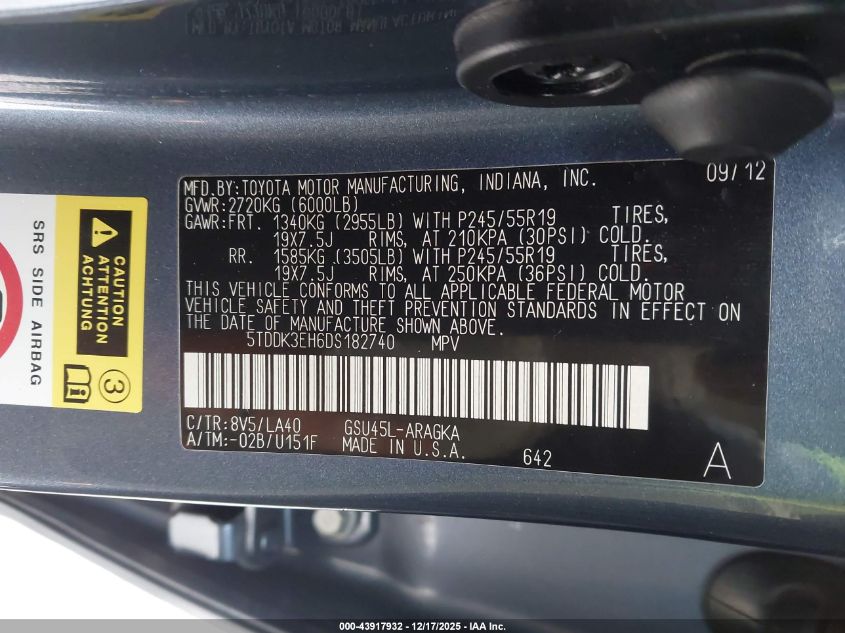 MFD.BY:TOYOTA MOTOR MANUFACTURING, INDIANA, INC. 09/12
GVWR:2720KG (6000LB)
GAWR:FRT. 1340KG (2955LB) WITH P245/55R19 TIRES,
19X7.5J RIMS, AT 210KPA (30PSI) COLD.
RR. 1585KG (3505LB) WITH P245/55R19 TIRES,
19X7.5J RIMS, AT 250KPA (36PSI) COLD.
THIS VEHICLE CONFORMS TO ALL APPLICABLE FEDERAL MOTOR
VEHICLE SAFETY AND THEFT PREVENTION STANDARDS IN EFFECT ON
THE DATE OF MANUFACTURE SHOWN ABOVE.
5TDDK3EH6DS182740 MPV
C/TR:8V5/LA40 GSU45L-ARAGKA
A/TM:-02B/U151F MADE IN U.S.A. 642 A
SRS SIDE AIRBAG
CAUTION
ATTENTION
ACHTUNG
3
000-43917932 - 12/17/2025 - IAA Inc.